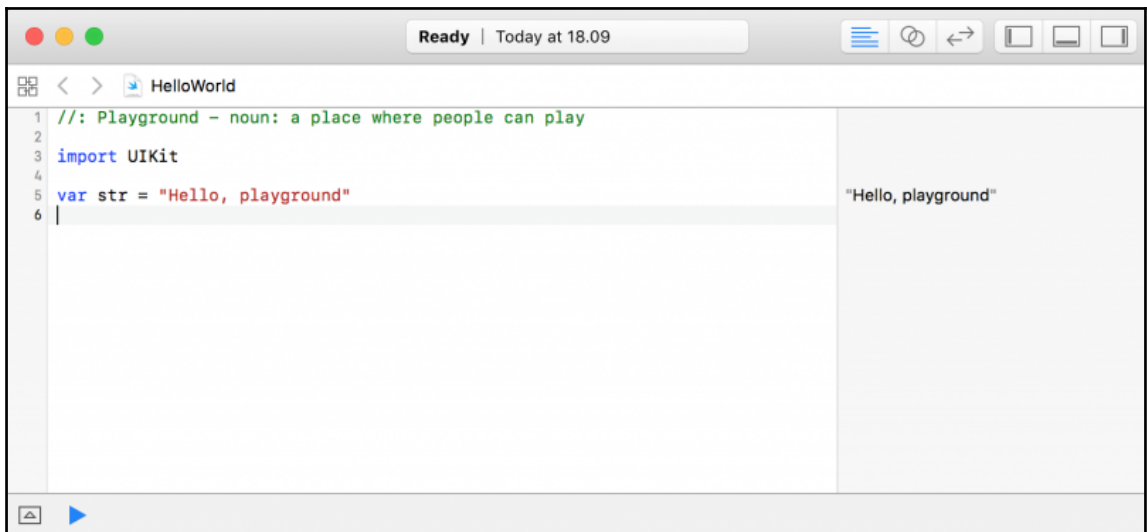 Ready | Today at 18.09
HelloWorld
1 //: Playground – noun: a place where people can play
2
3 import UIKit
4
5 var str = "Hello, playground"
"Hello, playground"
6